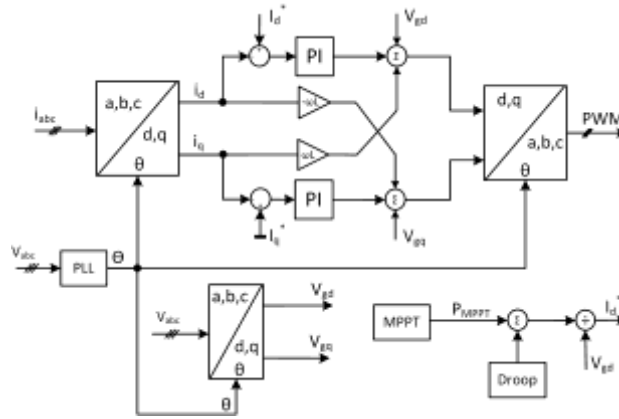 I_d^*
V_gd
PI
Σ
i_d
a,b,c
d,q
θ
-ωL
i_abc
d,q
a,b,c
θ
PWM
i_q
ωL
PI
Σ
I_q^*
V_gq
V_abc
PLL
θ
a,b,c
d,q
θ
V_abc
V_gd
V_gq
MPPT
P_MPPT
Σ
÷
I_d^*
V_gd
Droop